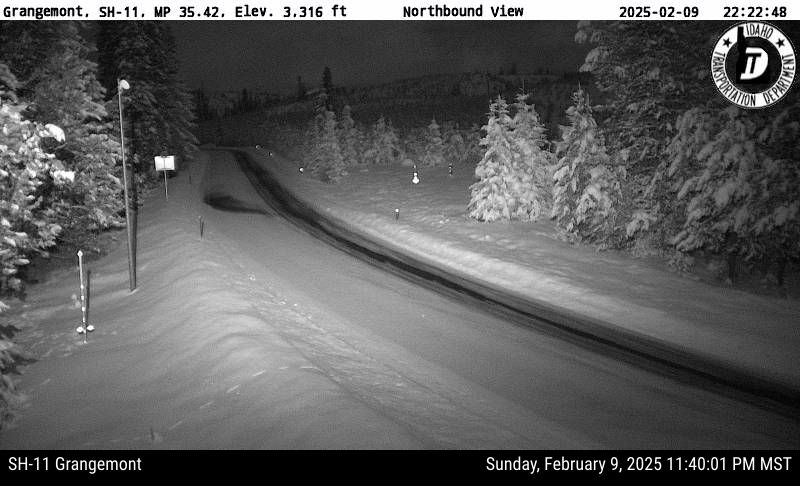 Grangemont, SH-11, MP 35.42, Elev. 3,316 ft Northbound View 2025-02-09 22:22:48
IDAHO
TRANSPORTATION DEPARTMENT
SH-11 Grangemont Sunday, February 9, 2025 11:40:01 PM MST